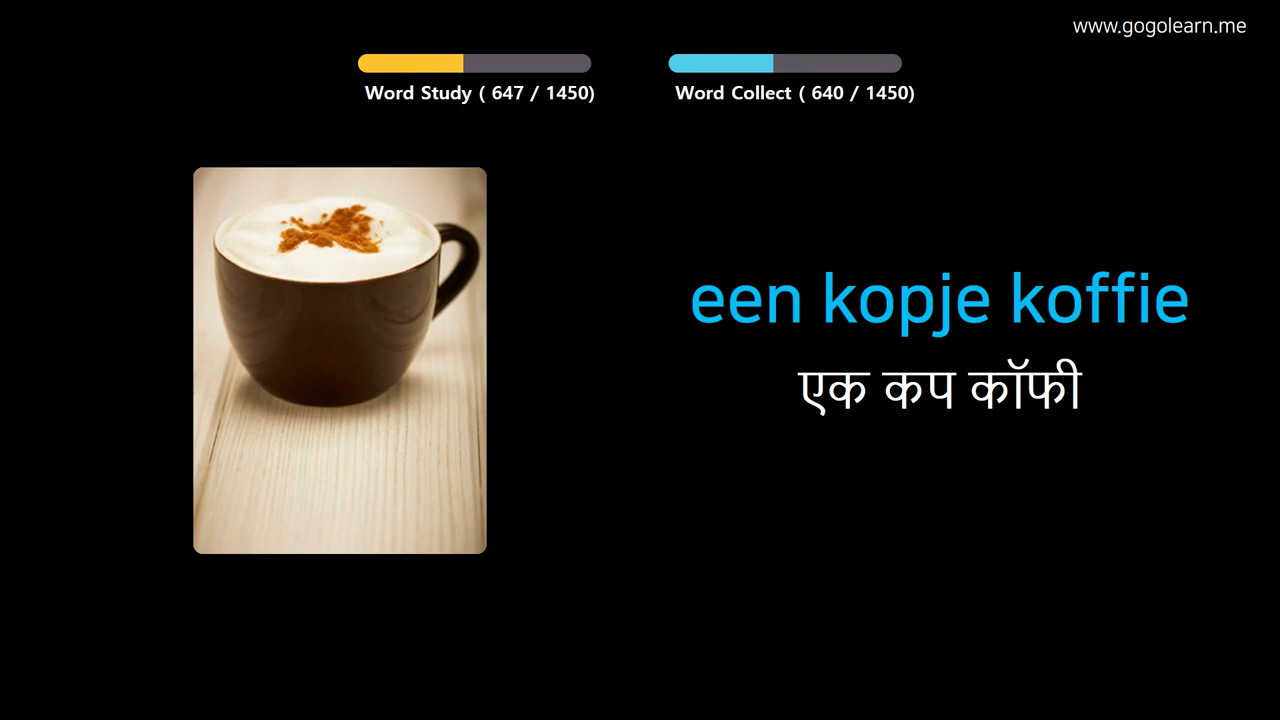 www.gogolearn.me
Word Study ( 647 / 1450)
Word Collect ( 640 / 1450)
een kopje koffie
एक कप कॉफी